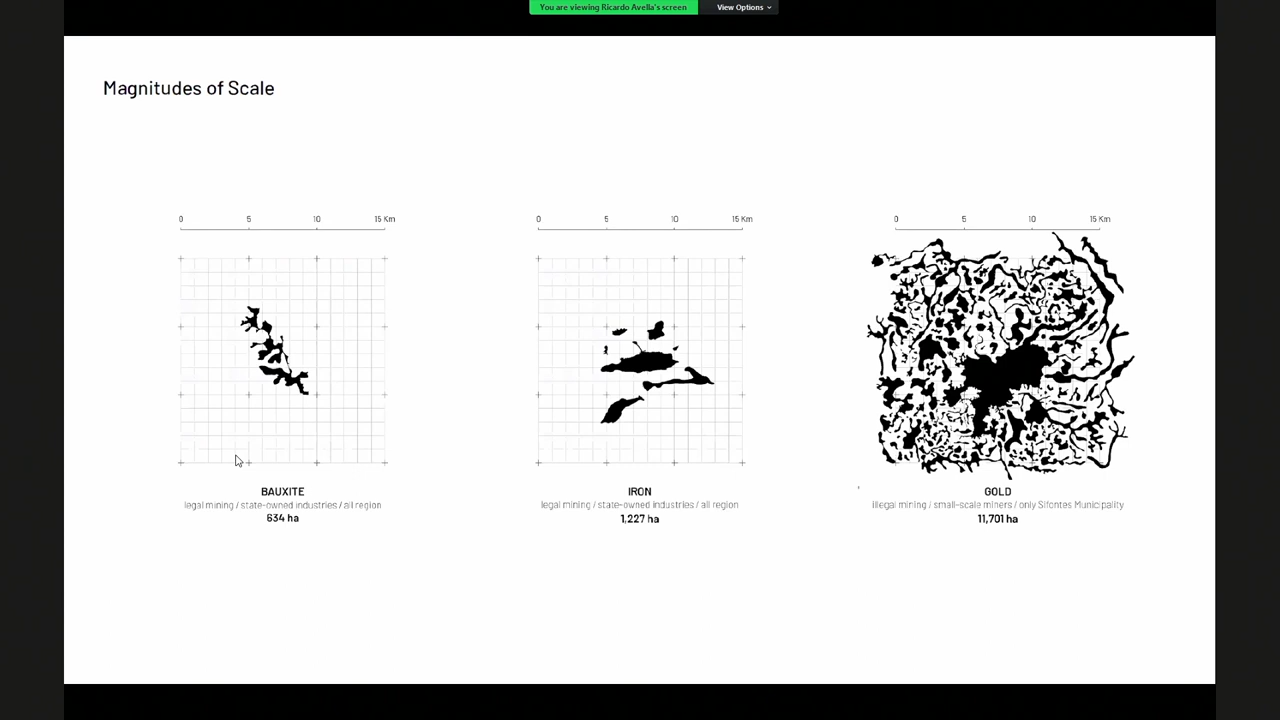 You are viewing Ricardo Avella's screen
View Options
Magnitudes of Scale
0 5 10 15 Km
0 5 10 15 Km
0 5 10 15 Km
BAUXITE
legal mining / state-owned industries / all region
634 ha
IRON
legal mining / state-owned industries / all region
1,227 ha
GOLD
illegal mining / small-scale miners / only Sifontes Municipality
11,701 ha